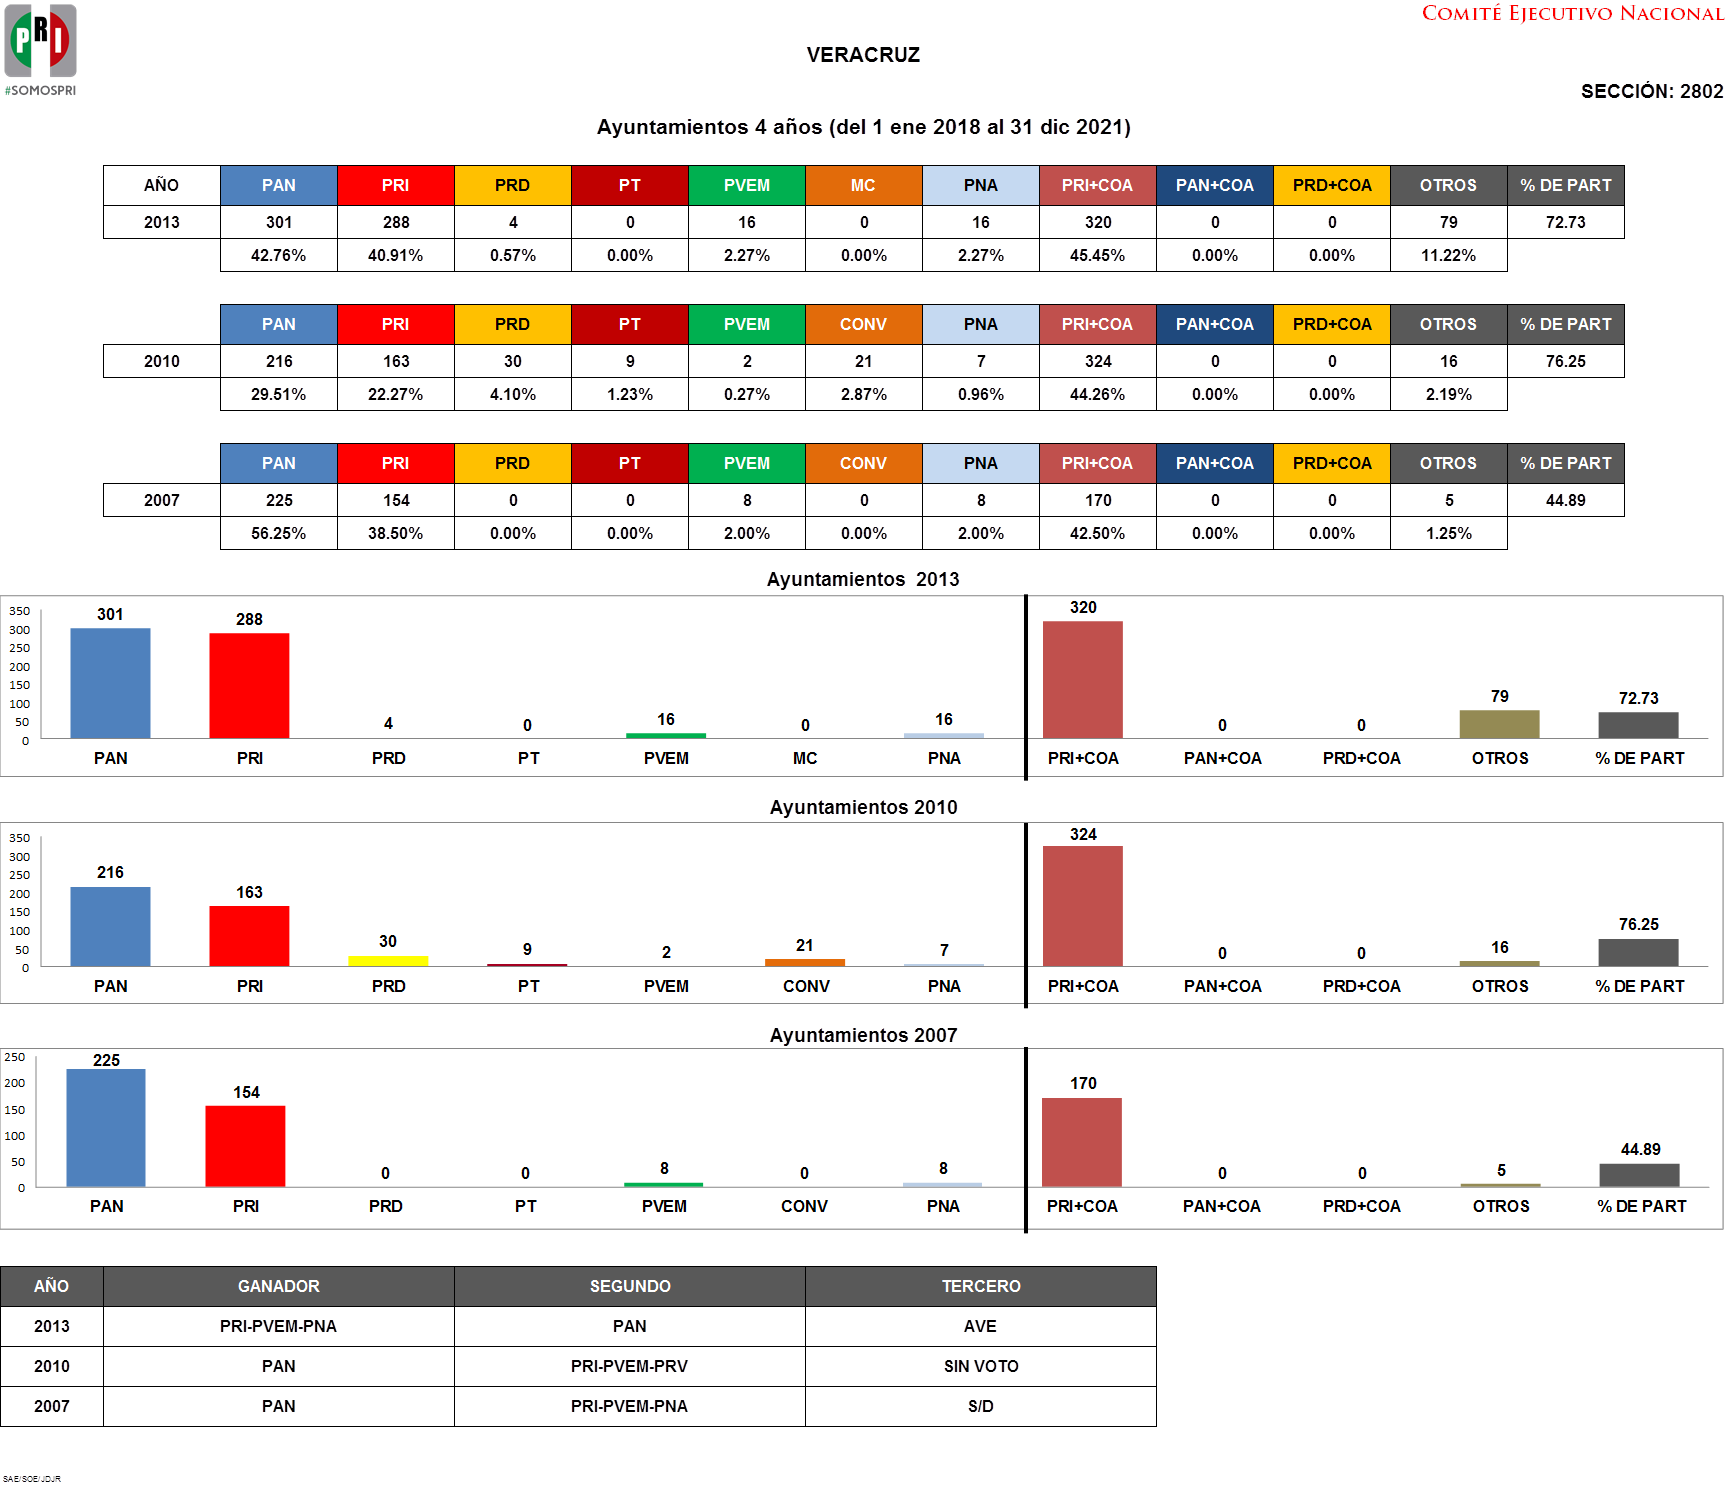 PRI
#SOMOSPRI
COMITÉ EJECUTIVO NACIONAL
VERACRUZ
SECCIÓN: 2802
Ayuntamientos 4 años (del 1 ene 2018 al 31 dic 2021)
AÑO PAN PRI PRD PT PVEM MC PNA PRI+COA PAN+COA PRD+COA OTROS % DE PART
2013 301 288 4 0 16 0 16 320 0 0 79 72.73
42.76% 40.91% 0.57% 0.00% 2.27% 0.00% 2.27% 45.45% 0.00% 0.00% 11.22%
PAN PRI PRD PT PVEM CONV PNA PRI+COA PAN+COA PRD+COA OTROS % DE PART
2010 216 163 30 9 2 21 7 324 0 0 16 76.25
29.51% 22.27% 4.10% 1.23% 0.27% 2.87% 0.96% 44.26% 0.00% 0.00% 2.19%
PAN PRI PRD PT PVEM CONV PNA PRI+COA PAN+COA PRD+COA OTROS % DE PART
2007 225 154 0 0 8 0 8 170 0 0 5 44.89
56.25% 38.50% 0.00% 0.00% 2.00% 0.00% 2.00% 42.50% 0.00% 0.00% 1.25%
Ayuntamientos 2013
350
300
250
200
150
100
50
0
301 288 4 0 16 0 16 320 0 0 79 72.73
PAN PRI PRD PT PVEM MC PNA PRI+COA PAN+COA PRD+COA OTROS % DE PART
Ayuntamientos 2010
350
300
250
200
150
100
50
0
216 163 30 9 2 21 7 324 0 0 16 76.25
PAN PRI PRD PT PVEM CONV PNA PRI+COA PAN+COA PRD+COA OTROS % DE PART
Ayuntamientos 2007
250
200
150
100
50
0
225 154 0 0 8 0 8 170 0 0 5 44.89
PAN PRI PRD PT PVEM CONV PNA PRI+COA PAN+COA PRD+COA OTROS % DE PART
AÑO GANADOR SEGUNDO TERCERO
2013 PRI-PVEM-PNA PAN AVE
2010 PAN PRI-PVEM-PRV SIN VOTO
2007 PAN PRI-PVEM-PNA S/D
SAE/SOE/JDJR